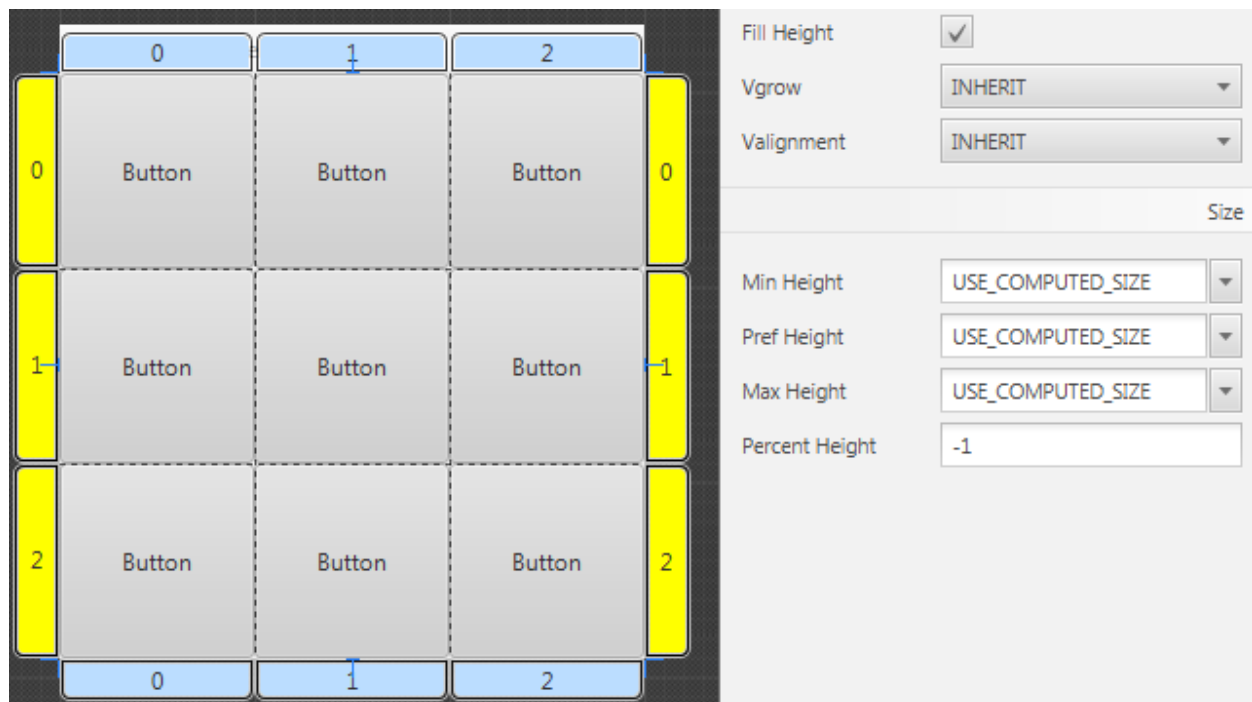 0 1 2
0 Button Button Button 0
1 Button Button Button 1
2 Button Button Button 2
0 1 2
Fill Height
Vgrow INHERIT
Valignment INHERIT
Size
Min Height USE_COMPUTED_SIZE
Pref Height USE_COMPUTED_SIZE
Max Height USE_COMPUTED_SIZE
Percent Height -1